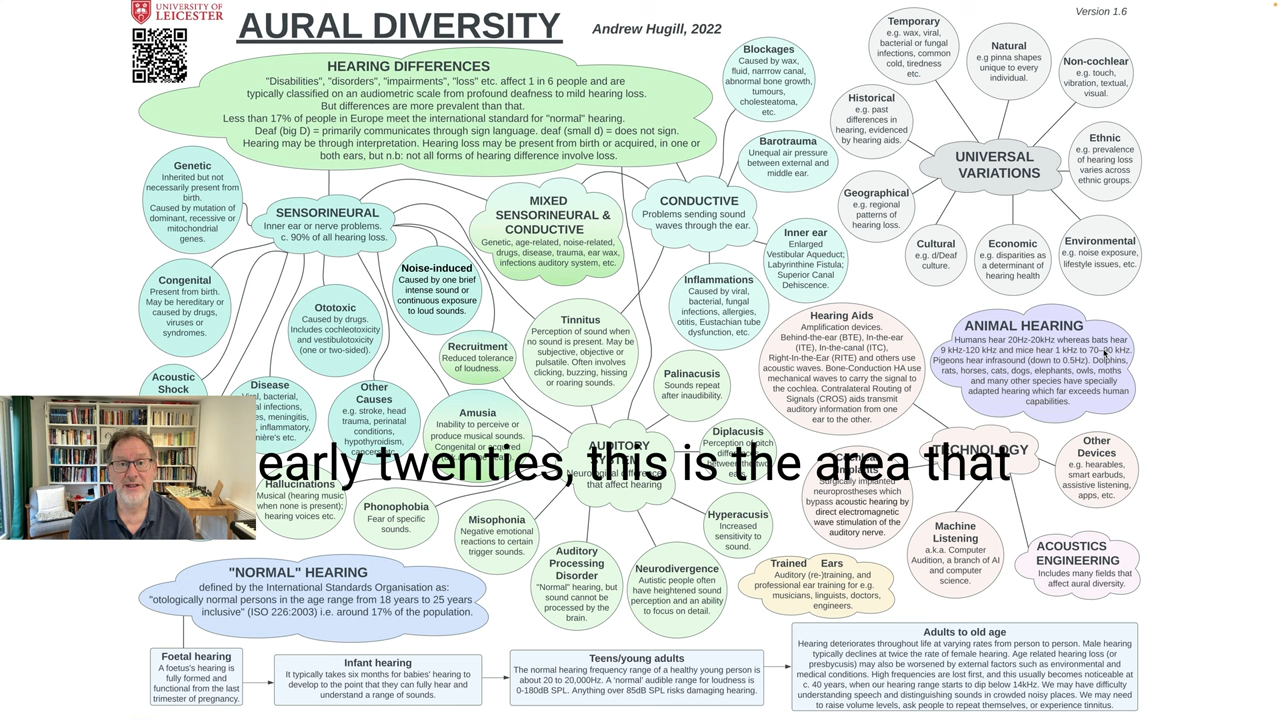 UNIVERSITY OF
LEICESTER
AURAL DIVERSITY
Andrew Hugill, 2022
Version 1.6
HEARING DIFFERENCES
"Disabilities", "disorders", "impairments", "loss" etc. affect 1 in 6 people and are
typically classified on an audiometric scale from profound deafness to mild hearing loss.
But differences are more prevalent than that.
Less than 17% of people in Europe meet the international standard for "normal" hearing.
Deaf (big D) = primarily communicates through sign language. deaf (small d) = does not sign.
Hearing may be through interpretation. Hearing loss may be present from birth or acquired, in one or
both ears, but n.b: not all forms of hearing difference involve loss.
Blockages
Caused by wax,
fluid, narrrow canal,
abnormal bone growth,
tumours,
cholesteatoma,
etc.
Temporary
e.g. wax, viral,
bacterial or fungal
infections, common
cold, tiredness
etc.
Natural
e.g pinna shapes
unique to every
individual.
Non-cochlear
e.g. touch,
vibration, textual,
visual.
Historical
e.g. past
differences in
hearing, evidenced
by hearing aids.
Barotrauma
Unequal air pressure
between external and
middle ear.
UNIVERSAL
VARIATIONS
Ethnic
e.g. prevalence
of hearing loss
varies across
ethnic groups.
Genetic
Inherited but not
necessarily present from
birth.
Caused by mutation of
dominant, recessive or
mitochondrial
genes.
SENSORINEURAL
Inner ear or nerve problems.
c. 90% of all hearing loss.
MIXED
SENSORINEURAL &
CONDUCTIVE
Genetic, age-related, noise-related,
drugs, disease, trauma, ear wax,
infections auditory system, etc.
CONDUCTIVE
Problems sending sound
waves through the ear.
Geographical
e.g. regional
patterns of
hearing loss.
Inner ear
Enlarged
Vestibular Aqueduct;
Labyrinthine Fistula;
Superior Canal
Dehiscence.
Cultural
e.g. d/Deaf
culture.
Economic
e.g. disparities as
a determinant of
hearing health
Environmental
e.g. noise exposure,
lifestyle issues, etc.
Congenital
Present from birth.
May be hereditary or
caused by drugs,
viruses or
syndromes.
Noise-induced
Caused by one brief
intense sound or
continuous exposure
to loud sounds.
Ototoxic
Caused by drugs.
Includes cochleotoxicity
and vestibulotoxicity
(one or two-sided).
Inflammations
Caused by viral,
bacterial, fungal
infections, allergies,
otitis, Eustachian tube
dysfunction, etc.
Tinnitus
Perception of sound when
no sound is present. May be
subjective, objective or
pulsatile. Often involves
clicking, buzzing, hissing
or roaring sounds.
Hearing Aids
Amplification devices.
Behind-the-ear (BTE), In-the-ear
(ITE), In-the-canal (ITC),
Right-In-the-Ear (RITE) and others use
acoustic waves. Bone-Conduction HA use
mechanical waves to carry the signal to
the cochlea. Contralateral Routing of
Signals (CROS) aids transmit
auditory information from one
ear to the other.
ANIMAL HEARING
Humans hear 20Hz-20kHz whereas bats hear
9 kHz-120 kHz and mice hear 1 kHz to 70–90 kHz.
Pigeons hear infrasound (down to 0.5Hz). Dolphins,
rats, horses, cats, dogs, elephants, owls, moths
and many other species have specially
adapted hearing which far exceeds human
capabilities.
Recruitment
Reduced tolerance
of loudness.
Palinacusis
Sounds repeat
after inaudibility.
Acoustic
Shock
Disease
Viral, bacterial,
infections,
meningitis,
inflammatory,
etc.
Other
Causes
e.g. stroke, head
trauma, perinatal
conditions,
hypothyroidism,
Amusia
Inability to perceive or
produce musical sounds.
Congenital or acquired
AUDITORY
that affect hearing
Diplacusis
Perception of pitch
TECHNOLOGY
Other
Devices
e.g. hearables,
smart earbuds,
assistive listening,
apps, etc.
early twenties, this is the area that
Implants
Surgically implanted
neuroprostheses which
bypass acoustic hearing by
direct electromagnetic
wave stimulation of the
auditory nerve.
Hallucinations
Musical (hearing music
when none is present);
hearing voices etc.
Phonophobia
Fear of specific
sounds.
Misophonia
Negative emotional
reactions to certain
trigger sounds.
Hyperacusis
Increased
sensitivity to
sound.
Machine
Listening
a.k.a. Computer
Audition, a branch of AI
and computer
science.
ACOUSTICS
ENGINEERING
Includes many fields that
affect aural diversity.
Auditory
Processing
Disorder
"Normal" hearing, but
sound cannot be
processed by the
brain.
Neurodivergence
Autistic people often
have heightened sound
perception and an ability
to focus on detail.
Trained Ears
Auditory (re-)training, and
professional ear training for e.g.
musicians, linguists, doctors,
engineers.
"NORMAL" HEARING
defined by the International Standards Organisation as:
"otologically normal persons in the age range from 18 years to 25 years
inclusive" (ISO 226:2003) i.e. around 17% of the population.
Foetal hearing
A foetus's hearing is
fully formed and
functional from the last
trimester of pregnancy.
Infant hearing
It typically takes six months for babies' hearing to
develop to the point that they can fully hear and
understand a range of sounds.
Teens/young adults
The normal hearing frequency range of a healthy young person is
about 20 to 20,000Hz. A 'normal' audible range for loudness is
0-180dB SPL. Anything over 85dB SPL risks damaging hearing.
Adults to old age
Hearing deteriorates throughout life at varying rates from person to person. Male hearing
typically declines at twice the rate of female hearing. Age related hearing loss (or
presbycusis) may also be worsened by external factors such as environmental and
medical conditions. High frequencies are lost first, and this usually becomes noticeable at
c. 40 years, when our hearing range starts to dip below 14kHz. We may have difficulty
understanding speech and distinguishing sounds in crowded noisy places. We may need
to raise volume levels, ask people to repeat themselves, or experience tinnitus.